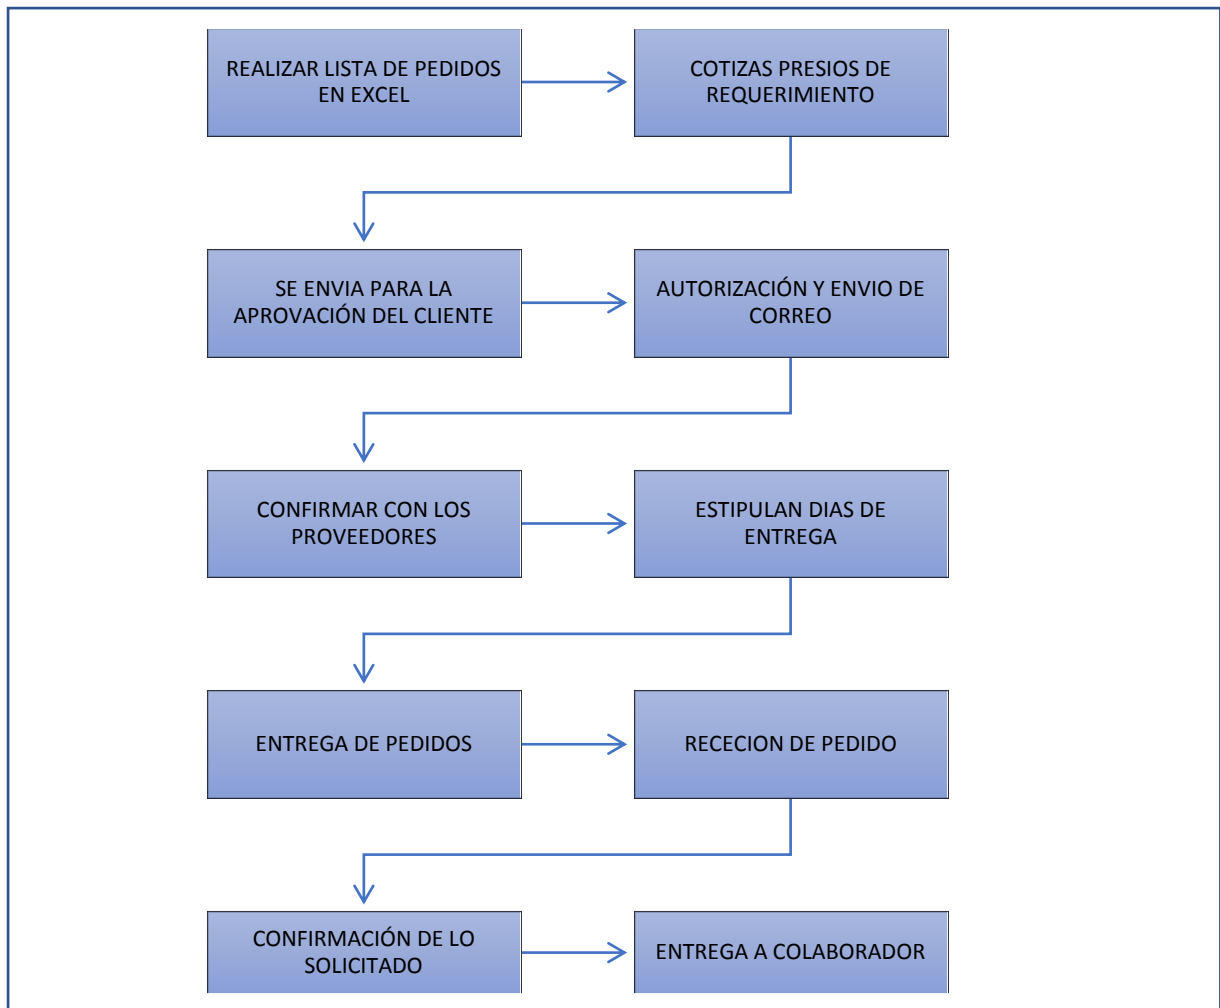 REALIZAR LISTA DE PEDIDOS
EN EXCEL
COTIZAS PRESIOS DE
REQUERIMIENTO
SE ENVIA PARA LA
APROVACIÓN DEL CLIENTE
AUTORIZACIÓN Y ENVIO DE
CORREO
CONFIRMAR CON LOS
PROVEEDORES
ESTIPULAN DIAS DE
ENTREGA
ENTREGA DE PEDIDOS
RECECION DE PEDIDO
CONFIRMACIÓN DE LO
SOLICITADO
ENTREGA A COLABORADOR